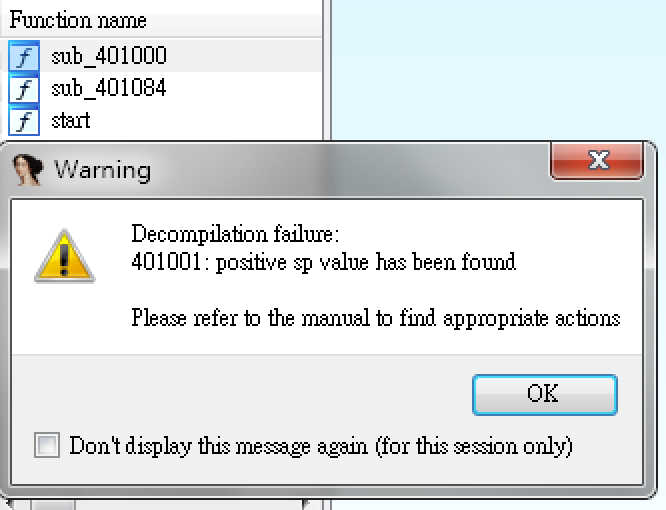 Function name
f sub_401000
f sub_401084
f start
Warning
Decompilation failure:
401001: positive sp value has been found
Please refer to the manual to find appropriate actions
OK
Don't display this message again (for this session only)